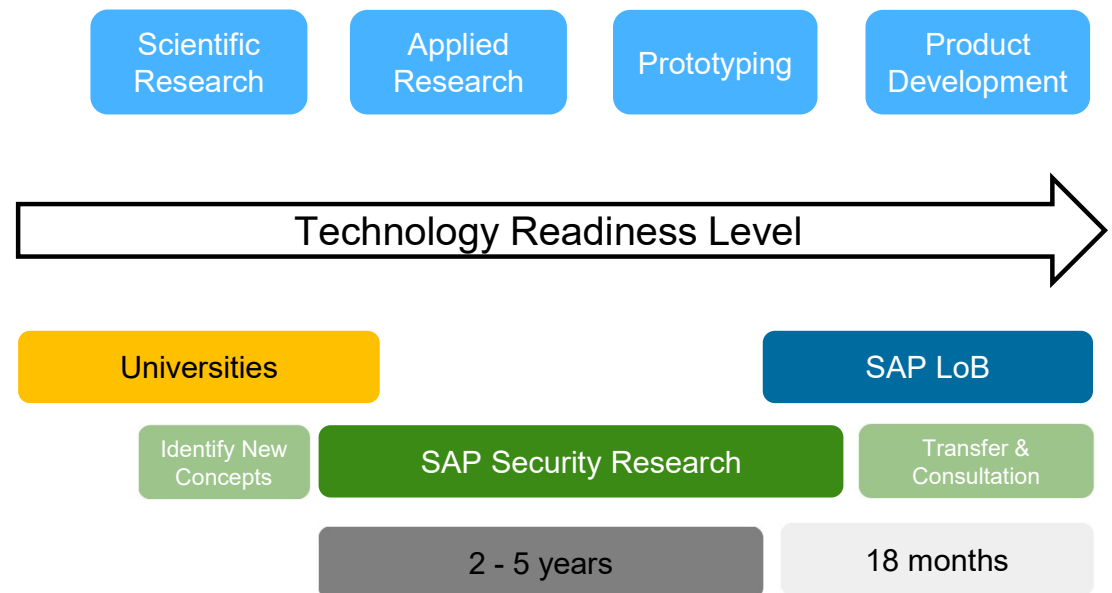 Scientific
Research
Applied
Research
Prototyping
Product
Development
Technology Readiness Level
Universities
SAP LoB
Identify New
Concepts
SAP Security Research
Transfer &
Consultation
2 - 5 years
18 months